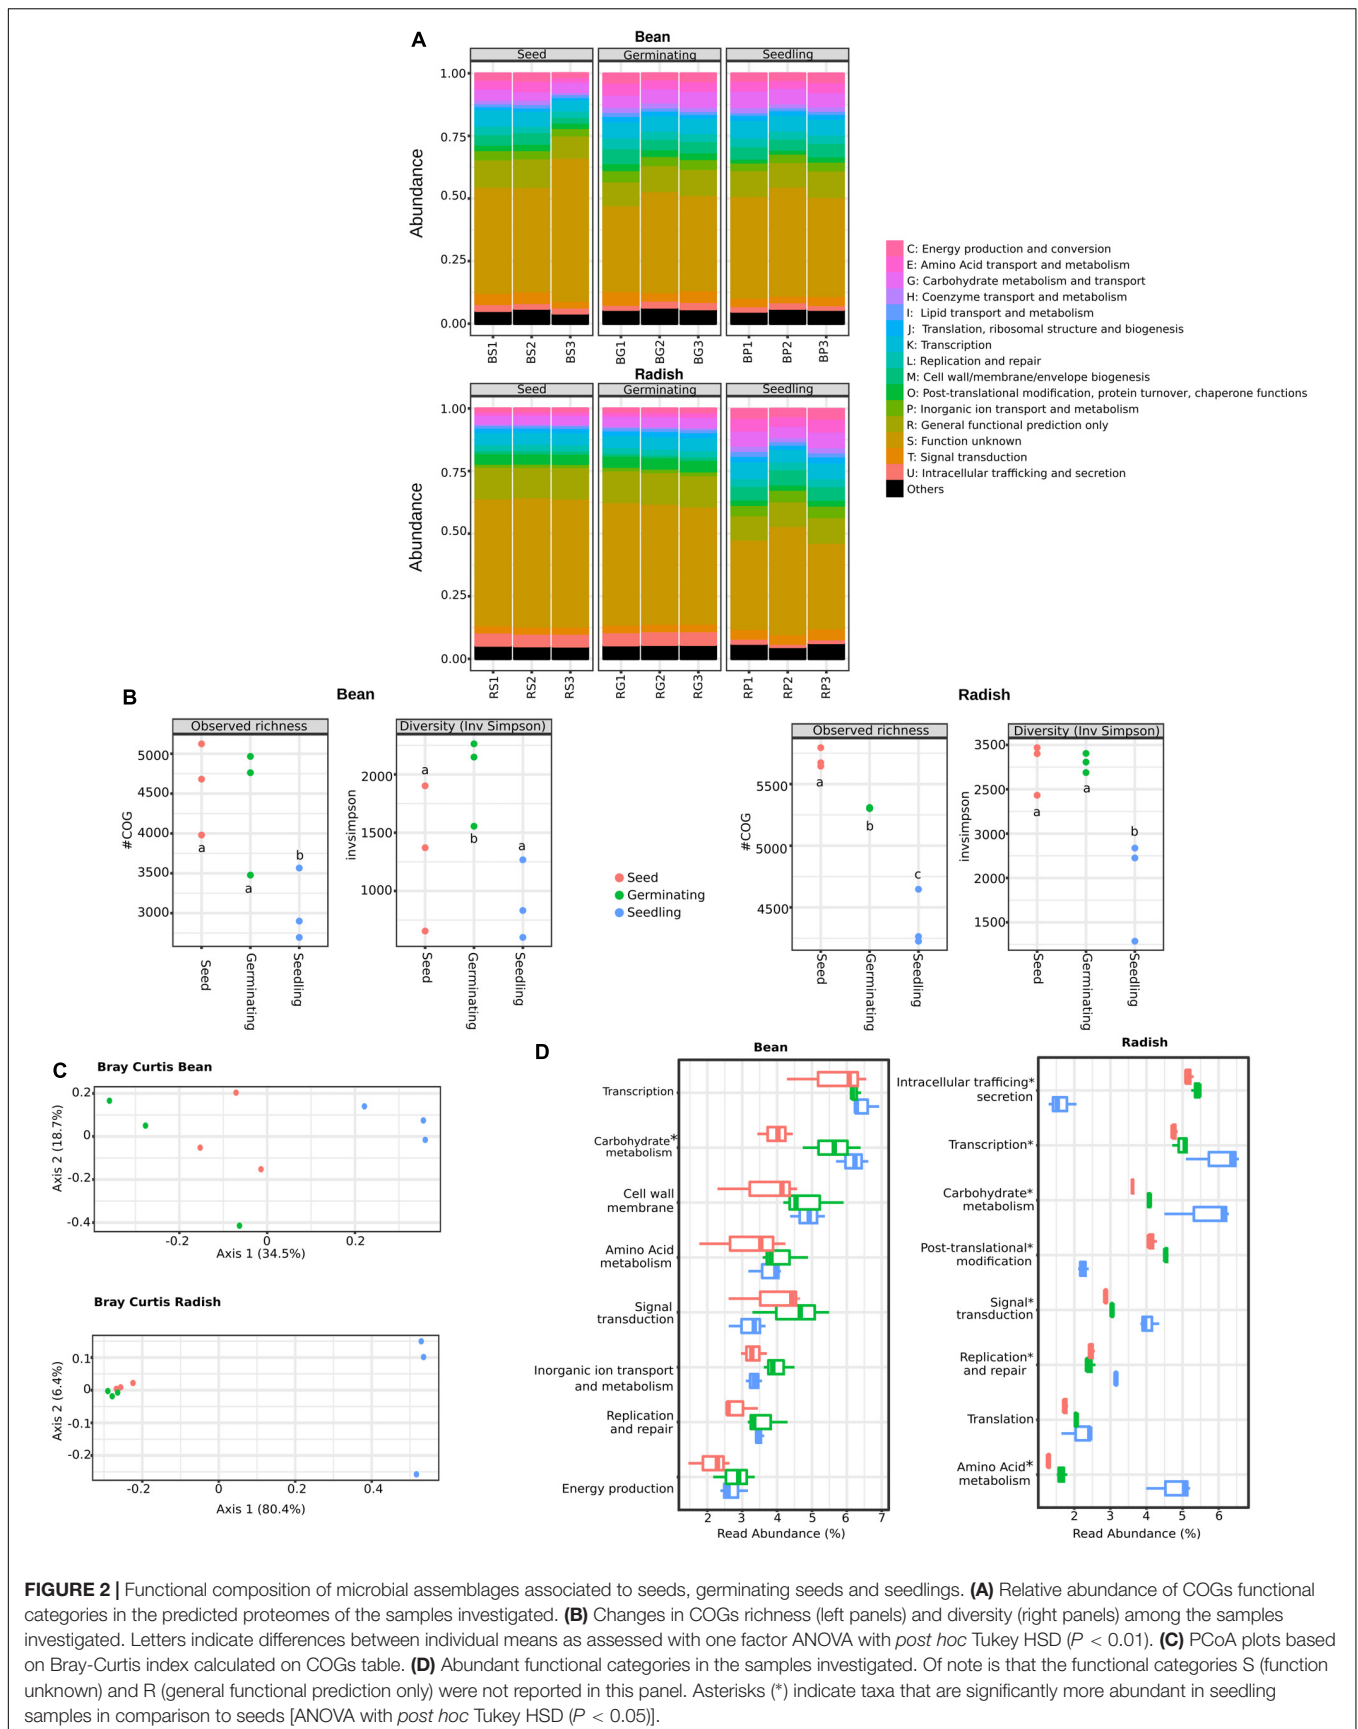 A
Bean
Seed
Germinating
Seedling
Abundance
1.00
0.75
0.50
0.25
0.00
BS1
BS2
BS3
BG1
BG2
BG3
BP1
BP2
BP3
Radish
Seed
Germinating
Seedling
Abundance
1.00
0.75
0.50
0.25
0.00
RS1
RS2
RS3
RG1
RG2
RG3
RP1
RP2
RP3
C: Energy production and conversion
E: Amino Acid transport and metabolism
G: Carbohydrate metabolism and transport
H: Coenzyme transport and metabolism
I: Lipid transport and metabolism
J: Translation, ribosomal structure and biogenesis
K: Transcription
L: Replication and repair
M: Cell wall/membrane/envelope biogenesis
O: Post-translational modification, protein turnover, chaperone functions
P: Inorganic ion transport and metabolism
R: General functional prediction only
S: Function unknown
T: Signal transduction
U: Intracellular trafficking and secretion
Others
B
Bean
Observed richness
#COG
5000
4500
4000
3500
3000
a
a
b
Seed
Germinating
Seedling
Diversity (Inv Simpson)
invsimpson
2000
1500
1000
a
b
a
Seed
Germinating
Seedling
Seed
Germinating
Seedling
Radish
Observed richness
#COG
5500
5000
4500
a
b
c
Seed
Germinating
Seedling
Diversity (Inv Simpson)
invsimpson
3500
2500
3000
2000
1500
a
a
b
Seed
Germinating
Seedling
C
Bray Curtis Bean
Axis 2 (18.7%)
0.2
0
-0.2
-0.4
-0.2
0
0.2
Axis 1 (34.5%)
Bray Curtis Radish
Axis 2 (6.4%)
0.1
0
-0.1
-0.2
-0.2
0
0.2
0.4
Axis 1 (80.4%)
D
Bean
Transcription
Carbohydrate*
metabolism
Cell wall
membrane
Amino Acid
metabolism
Signal
transduction
Inorganic ion transport
and metabolism
Replication
and repair
Energy production
2
3
4
5
6
7
Read Abundance (%)
Radish
Intracellular trafficing*
secretion
Transcription*
Carbohydrate*
metabolism
Post-translational*
modification
Signal*
transduction
Replication*
and repair
Translation
Amino Acid*
metabolism
2
3
4
5
6
Read Abundance (%)
FIGURE 2 | Functional composition of microbial assemblages associated to seeds, germinating seeds and seedlings. (A) Relative abundance of COGs functional
categories in the predicted proteomes of the samples investigated. (B) Changes in COGs richness (left panels) and diversity (right panels) among the samples
investigated. Letters indicate differences between individual means as assessed with one factor ANOVA with post hoc Tukey HSD (P < 0.01). (C) PCoA plots based
on Bray-Curtis index calculated on COGs table. (D) Abundant functional categories in the samples investigated. Of note is that the functional categories S (function
unknown) and R (general functional prediction only) were not reported in this panel. Asterisks (*) indicate taxa that are significantly more abundant in seedling
samples in comparison to seeds [ANOVA with post hoc Tukey HSD (P < 0.05)].